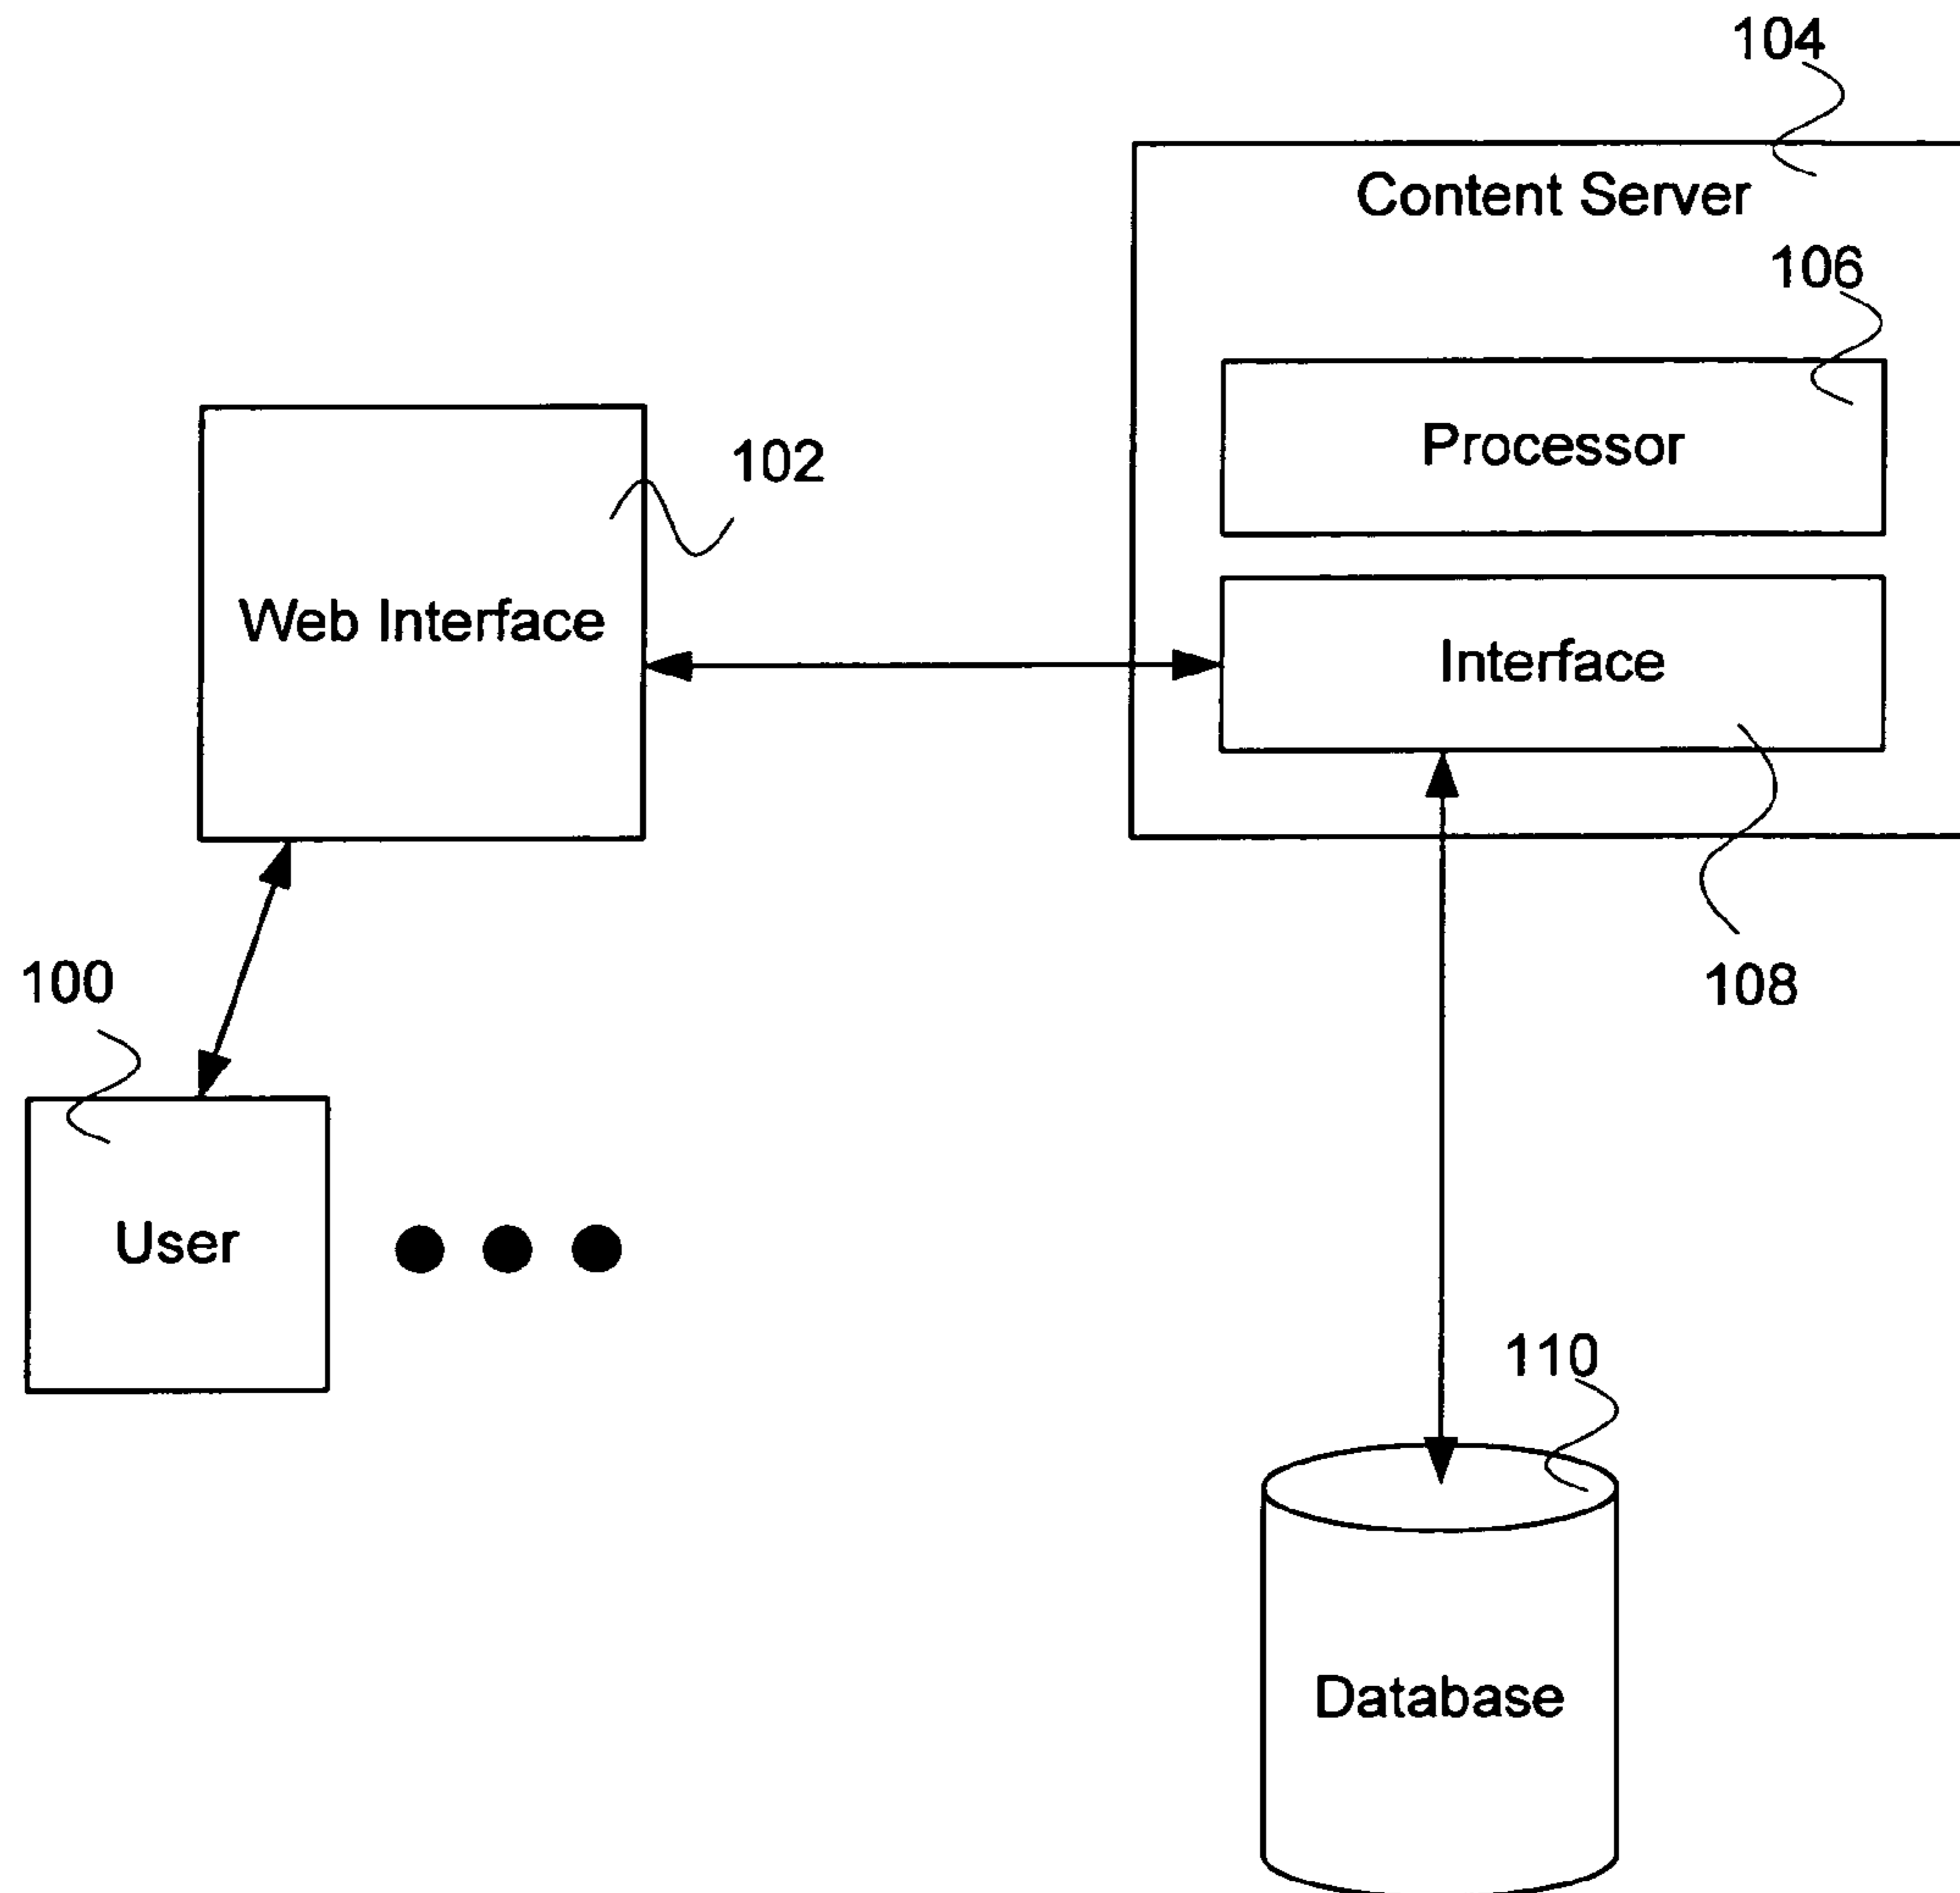 104
Content Server
106
Processor
102
Web Interface
Interface
100
108
User
110
Database